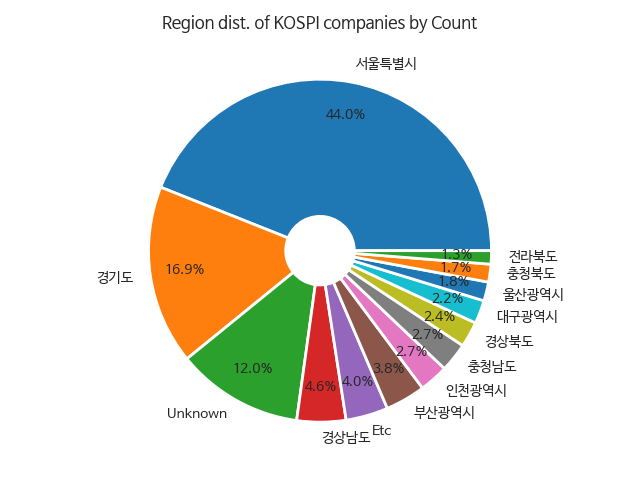 Region dist. of KOSPI companies by Count
서울특별시
44.0%
경기도
16.9%
Unknown
12.0%
경상남도
4.6%
Etc
4.0%
부산광역시
3.8%
인천광역시
2.7%
충청남도
2.7%
경상북도
2.4%
대구광역시
2.2%
울산광역시
1.8%
충청북도
1.7%
전라북도
1.3%